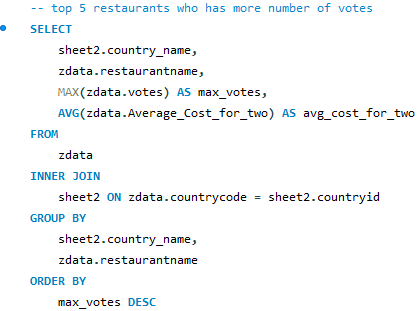 -- top 5 restaurants who has more number of votes
SELECT
sheet2.country_name,
zdata.restaurantname,
MAX(zdata.votes) AS max_votes,
AVG(zdata.Average_Cost_for_two) AS avg_cost_for_two
FROM
zdata
INNER JOIN
sheet2 ON zdata.countrycode = sheet2.countryid
GROUP BY
sheet2.country_name,
zdata.restaurantname
ORDER BY
max_votes DESC